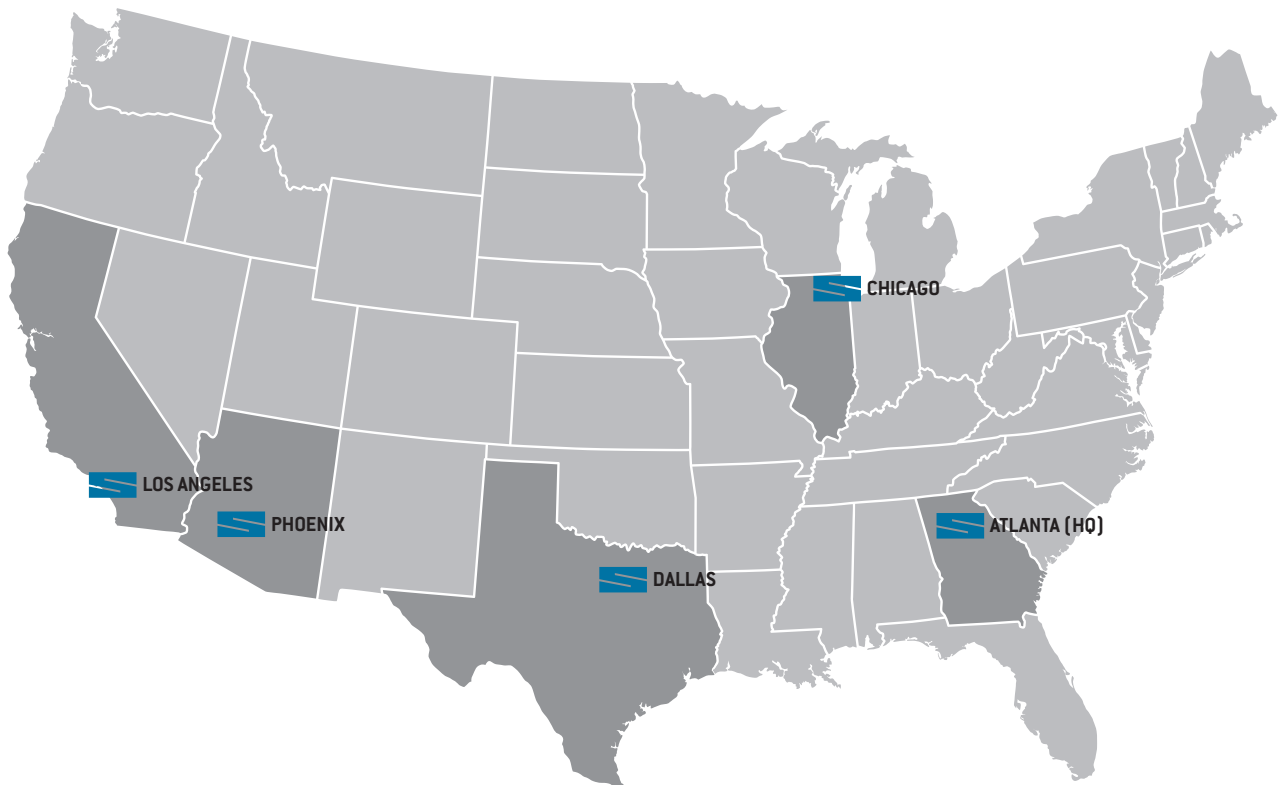 CHICAGO
LOS ANGELES
PHOENIX
ATLANTA (HQ)
DALLAS